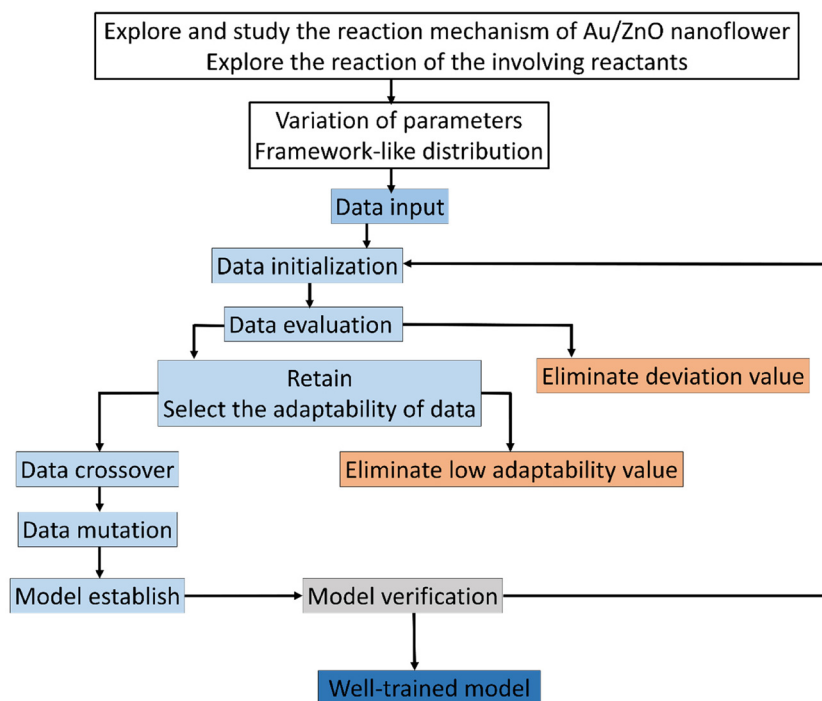 Explore and study the reaction mechanism of Au/ZnO nanoflower
Explore the reaction of the involving reactants
Variation of parameters
Framework-like distribution
Data input
Data initialization
Data evaluation
Eliminate deviation value
Retain
Select the adaptability of data
Data crossover
Eliminate low adaptability value
Data mutation
Model establish
Model verification
Well-trained model